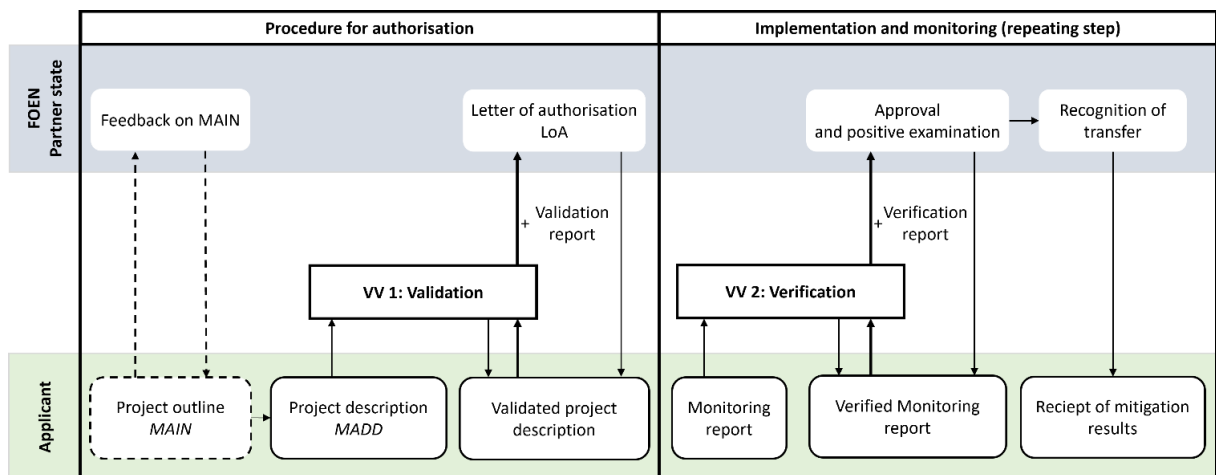 Procedure for authorisation
Implementation and monitoring (repeating step)
FOEN
Partner state
Feedback on MAIN
Letter of authorisation
LoA
Approval
and positive examination
Recognition of
transfer
+
Validation
report
+
Verification
report
VV 1: Validation
VV 2: Verification
Applicant
Project outline
MAIN
Project description
MADD
Validated project
description
Monitoring
report
Verified Monitoring
report
Reciept of mitigation
results